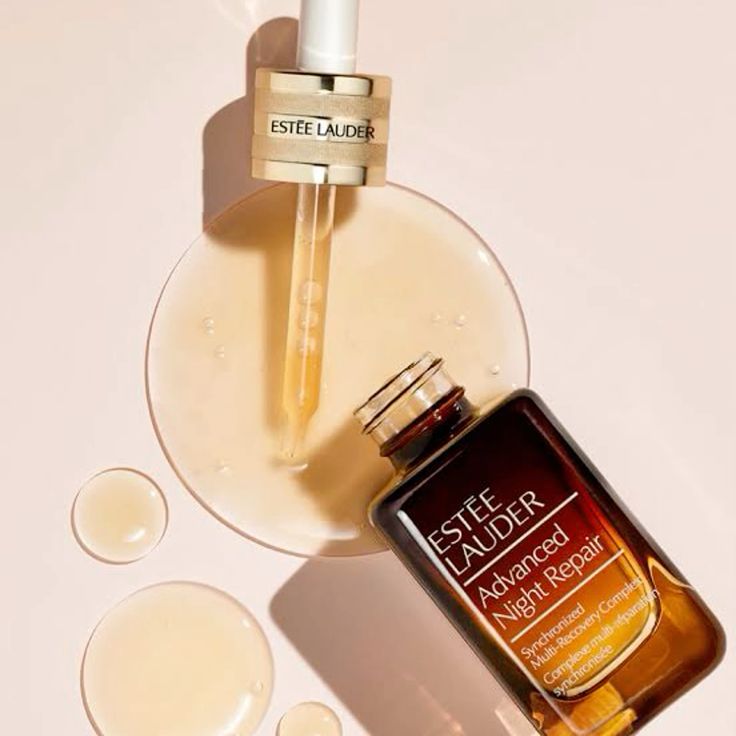 ESTĒE LAUDER
ESTĒE
LAUDER
Advanced
Night Repair
Synchronized
Multi-Recovery Complex
Complexe multi-réparation
synchronisée